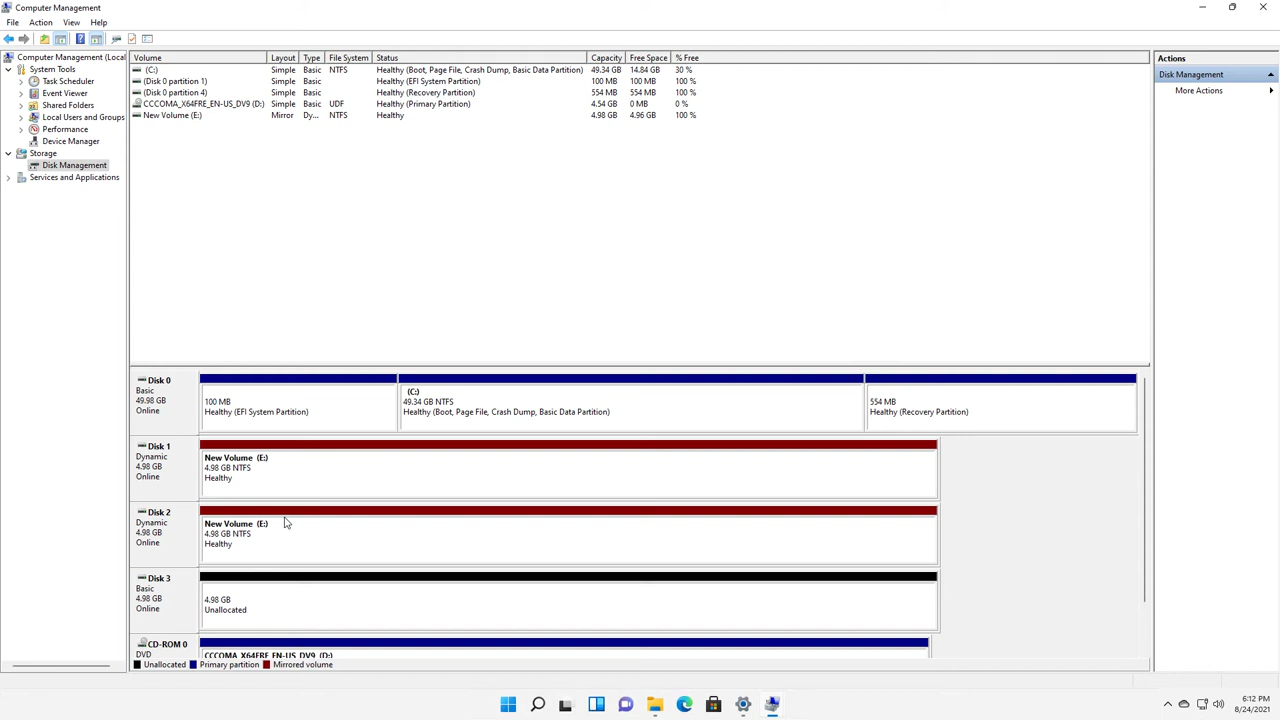 Computer Management
File Action View Help
Computer Management (Local
System Tools
Task Scheduler
Event Viewer
Shared Folders
Local Users and Groups
Performance
Device Manager
Storage
Disk Management
Services and Applications
Volume Layout Type File System Status Capacity Free Space % Free
(C:) Simple Basic NTFS Healthy (Boot, Page File, Crash Dump, Basic Data Partition) 49.34 GB 14.84 GB 30 %
(Disk 0 partition 1) Simple Basic Healthy (EFI System Partition) 100 MB 100 MB 100 %
(Disk 0 partition 4) Simple Basic Healthy (Recovery Partition) 554 MB 554 MB 100 %
CCCOMA_X64FRE_EN-US_DV9 (D:) Simple Basic UDF Healthy (Primary Partition) 4.54 GB 0 MB 0 %
New Volume (E:) Mirror Dy... NTFS Healthy 4.98 GB 4.96 GB 100 %
Actions
Disk Management
More Actions
Disk 0
Basic
49.98 GB
Online
100 MB
Healthy (EFI System Partition)
(C:)
49.34 GB NTFS
Healthy (Boot, Page File, Crash Dump, Basic Data Partition)
554 MB
Healthy (Recovery Partition)
Disk 1
Dynamic
4.98 GB
Online
New Volume (E:)
4.98 GB NTFS
Healthy
Disk 2
Dynamic
4.98 GB
Online
New Volume (E:)
4.98 GB NTFS
Healthy
Disk 3
Basic
4.98 GB
Online
4.98 GB
Unallocated
CD-ROM 0
DVD
CCCOMA_X64FRE_EN-US_DV9 (D:)
Unallocated Primary partition Mirrored volume
6:12 PM
8/24/2021